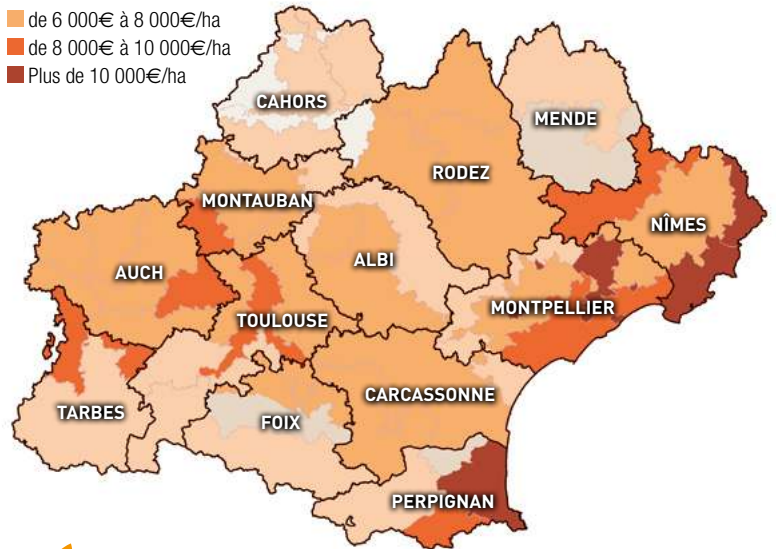 de 6 000€ à 8 000€/ha
de 8 000€ à 10 000€/ha
Plus de 10 000€/ha
CAHORS
MENDE
RODEZ
MONTAUBAN
NÎMES
ALBI
AUCH
MONTPELLIER
TOULOUSE
CARCASSONNE
TARBES
FOIX
PERPIGNAN